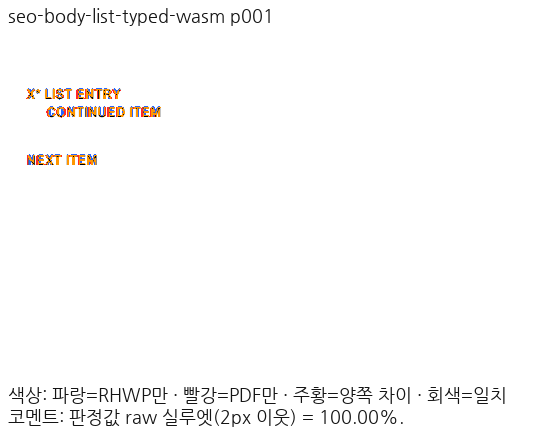 seo-body-list-typed-wasm p001
X* LIST ENTRY
CONTINUED ITEM
NEXT ITEM
색상: 파랑=RHWP만 · 빨강=PDF만 · 주황=양쪽 차이 · 회색=일치
코멘트: 판정값 raw 실루엣(2px 이웃) = 100.00%.